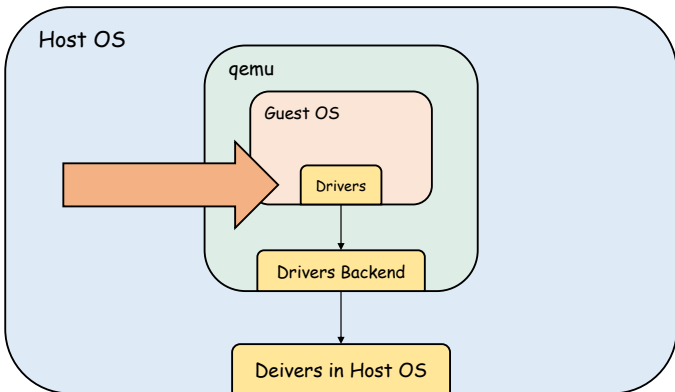 Host OS
qemu
Guest OS
Drivers
Drivers Backend
Deivers in Host OS